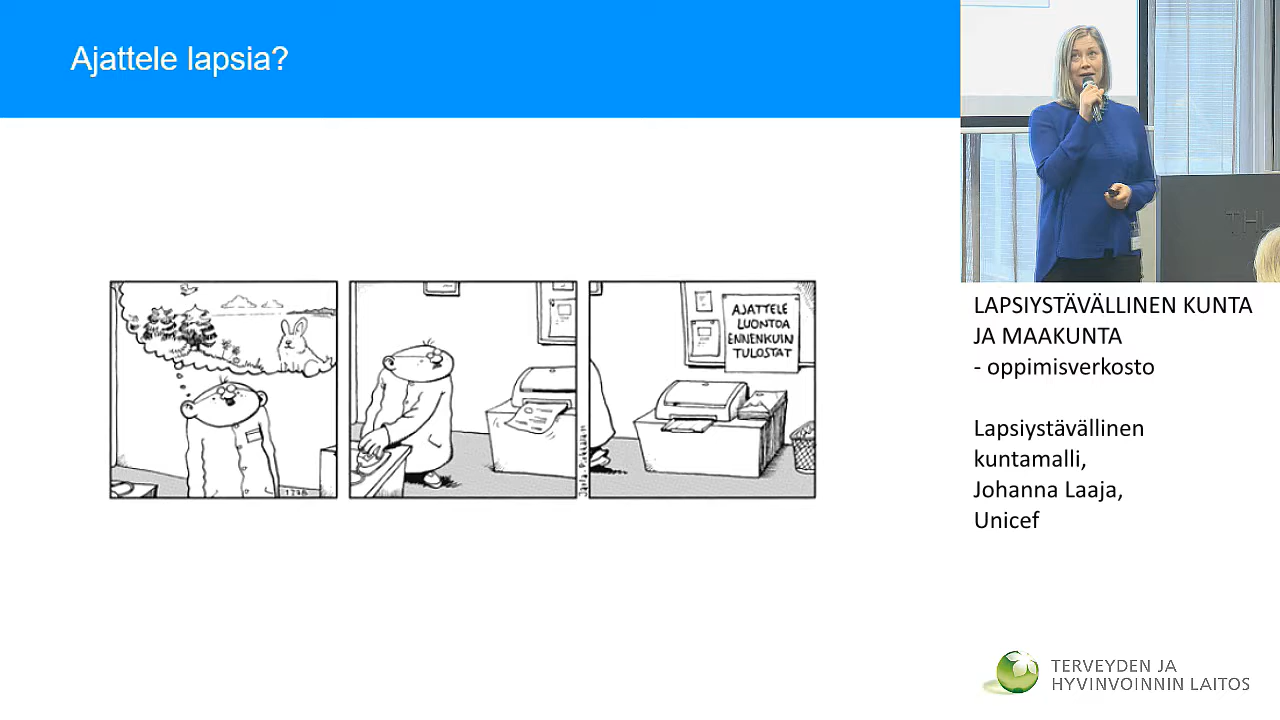 Ajattele lapsia?
AJATTELE
LUONTOA
ENNENKUIN
TULOSTAT
THL
LAPSIYSTÄVÄLLINEN KUNTA
JA MAAKUNTA
- oppimisverkosto
Lapsiystävällinen
kuntamalli,
Johanna Laaja,
Unicef
TERVEYDEN JA
HYVINVOINNIN LAITOS